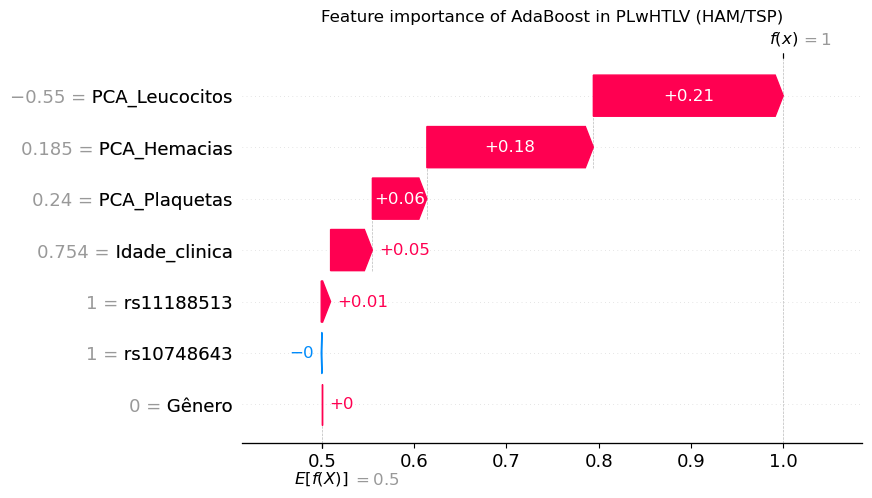 Feature importance of AdaBoost in PLwHTLV (HAM/TSP)
f(x) = 1
−0.55 = PCA_Leucocitos +0.21
0.185 = PCA_Hemacias +0.18
0.24 = PCA_Plaquetas +0.06
0.754 = Idade_clinica +0.05
1 = rs11188513 +0.01
1 = rs10748643 −0
0 = Gênero +0
0.5 0.6 0.7 0.8 0.9 1.0
E[f(X)] = 0.5